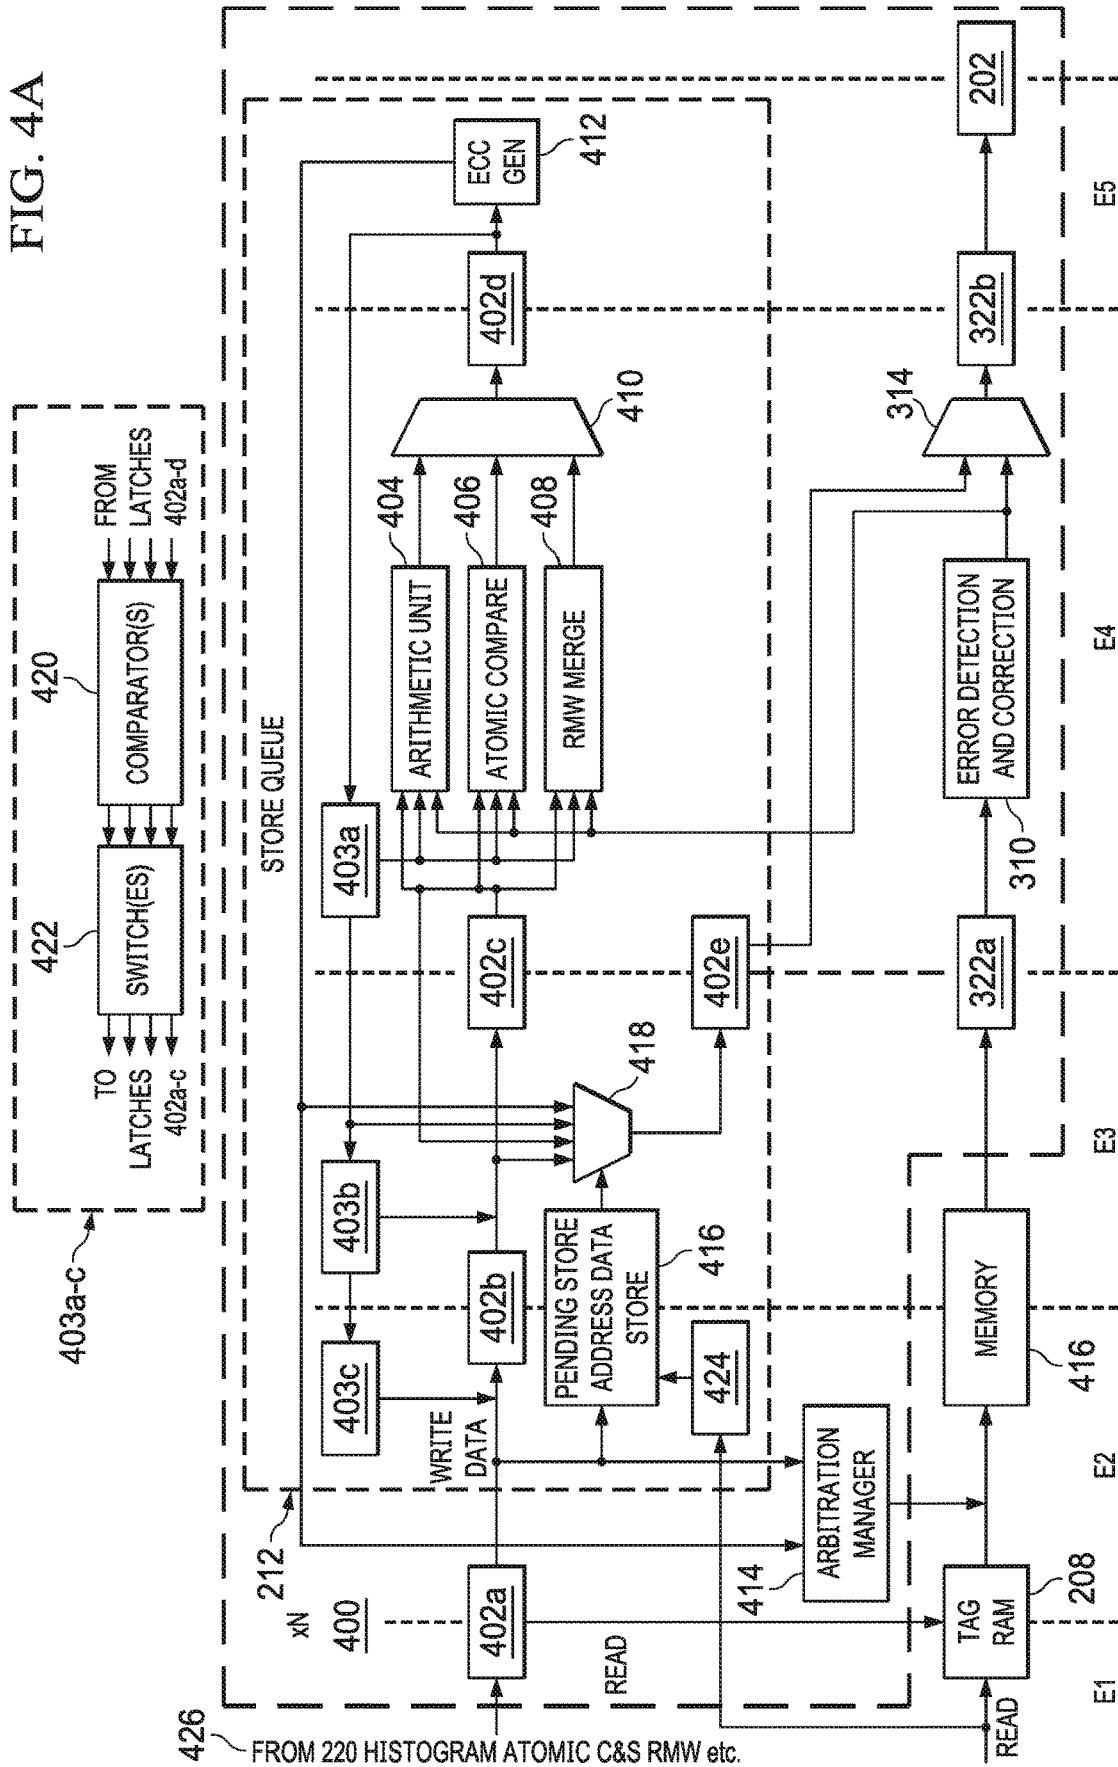 FIG. 4A
403a-c
422
420
TO
LATCHES
402a-c
SWITCH(ES)
COMPARATOR(S)
FROM
LATCHES
402a-d
xN
400
212
STORE QUEUE
403c
403b
403a
WRITE
DATA
402a
402b
402c
402d
ECC
GEN
412
ARITHMETIC UNIT
404
ATOMIC COMPARE
406
RMW MERGE
408
410
PENDING STORE
ADDRESS DATA
STORE
416
418
402e
424
426
FROM 220 HISTOGRAM ATOMIC C&S RMW etc.
READ
414
ARBITRATION
MANAGER
READ
TAG
RAM
208
MEMORY
416
322a
310
ERROR DETECTION
AND CORRECTION
314
322b
202
E1
E2
E3
E4
E5